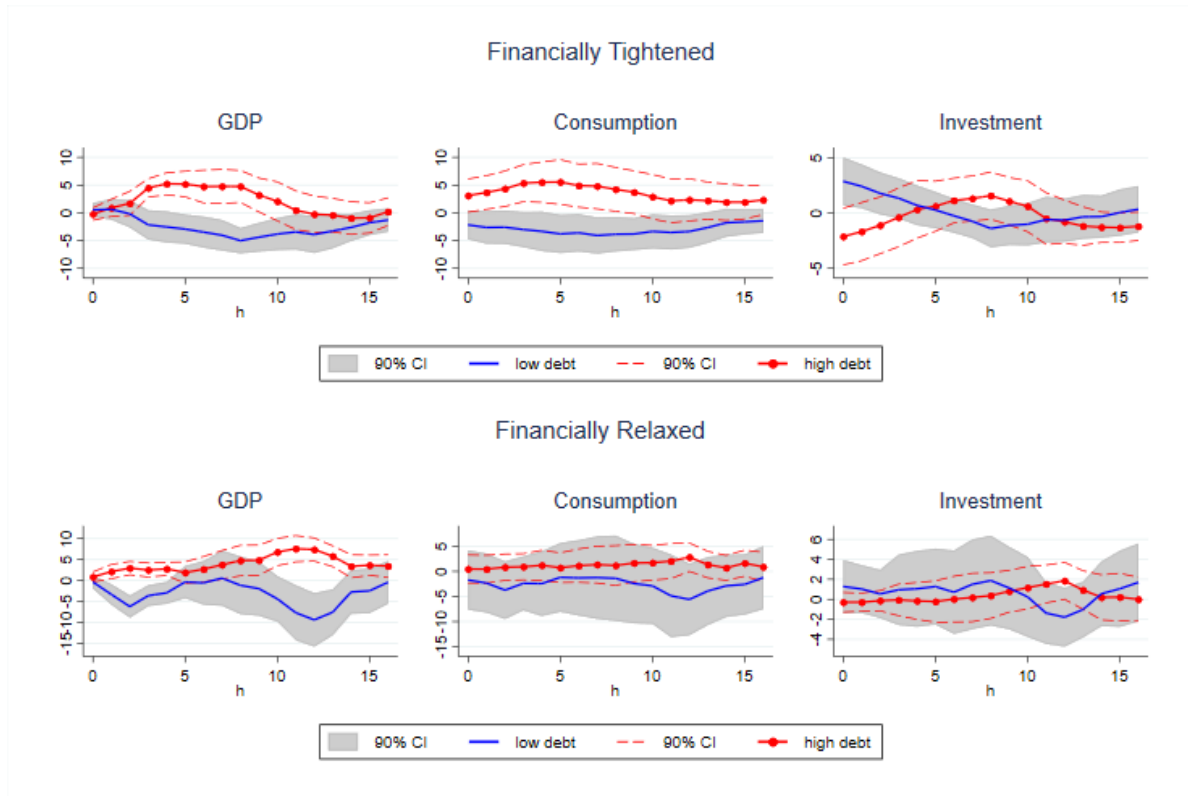 Financially Tightened
GDP
Consumption
Investment
10
5
0
-5
-10
0 5 10 15
h
10
5
0
-5
-10
0 5 10 15
h
5
0
-5
0 5 10 15
h
90% CI low debt 90% CI high debt
Financially Relaxed
GDP
Consumption
Investment
10
5
0
-5
-10
-15
0 5 10 15
h
5
0
-5
-10
-15
0 5 10 15
h
6
4
2
0
-2
-4
0 5 10 15
h
90% CI low debt 90% CI high debt